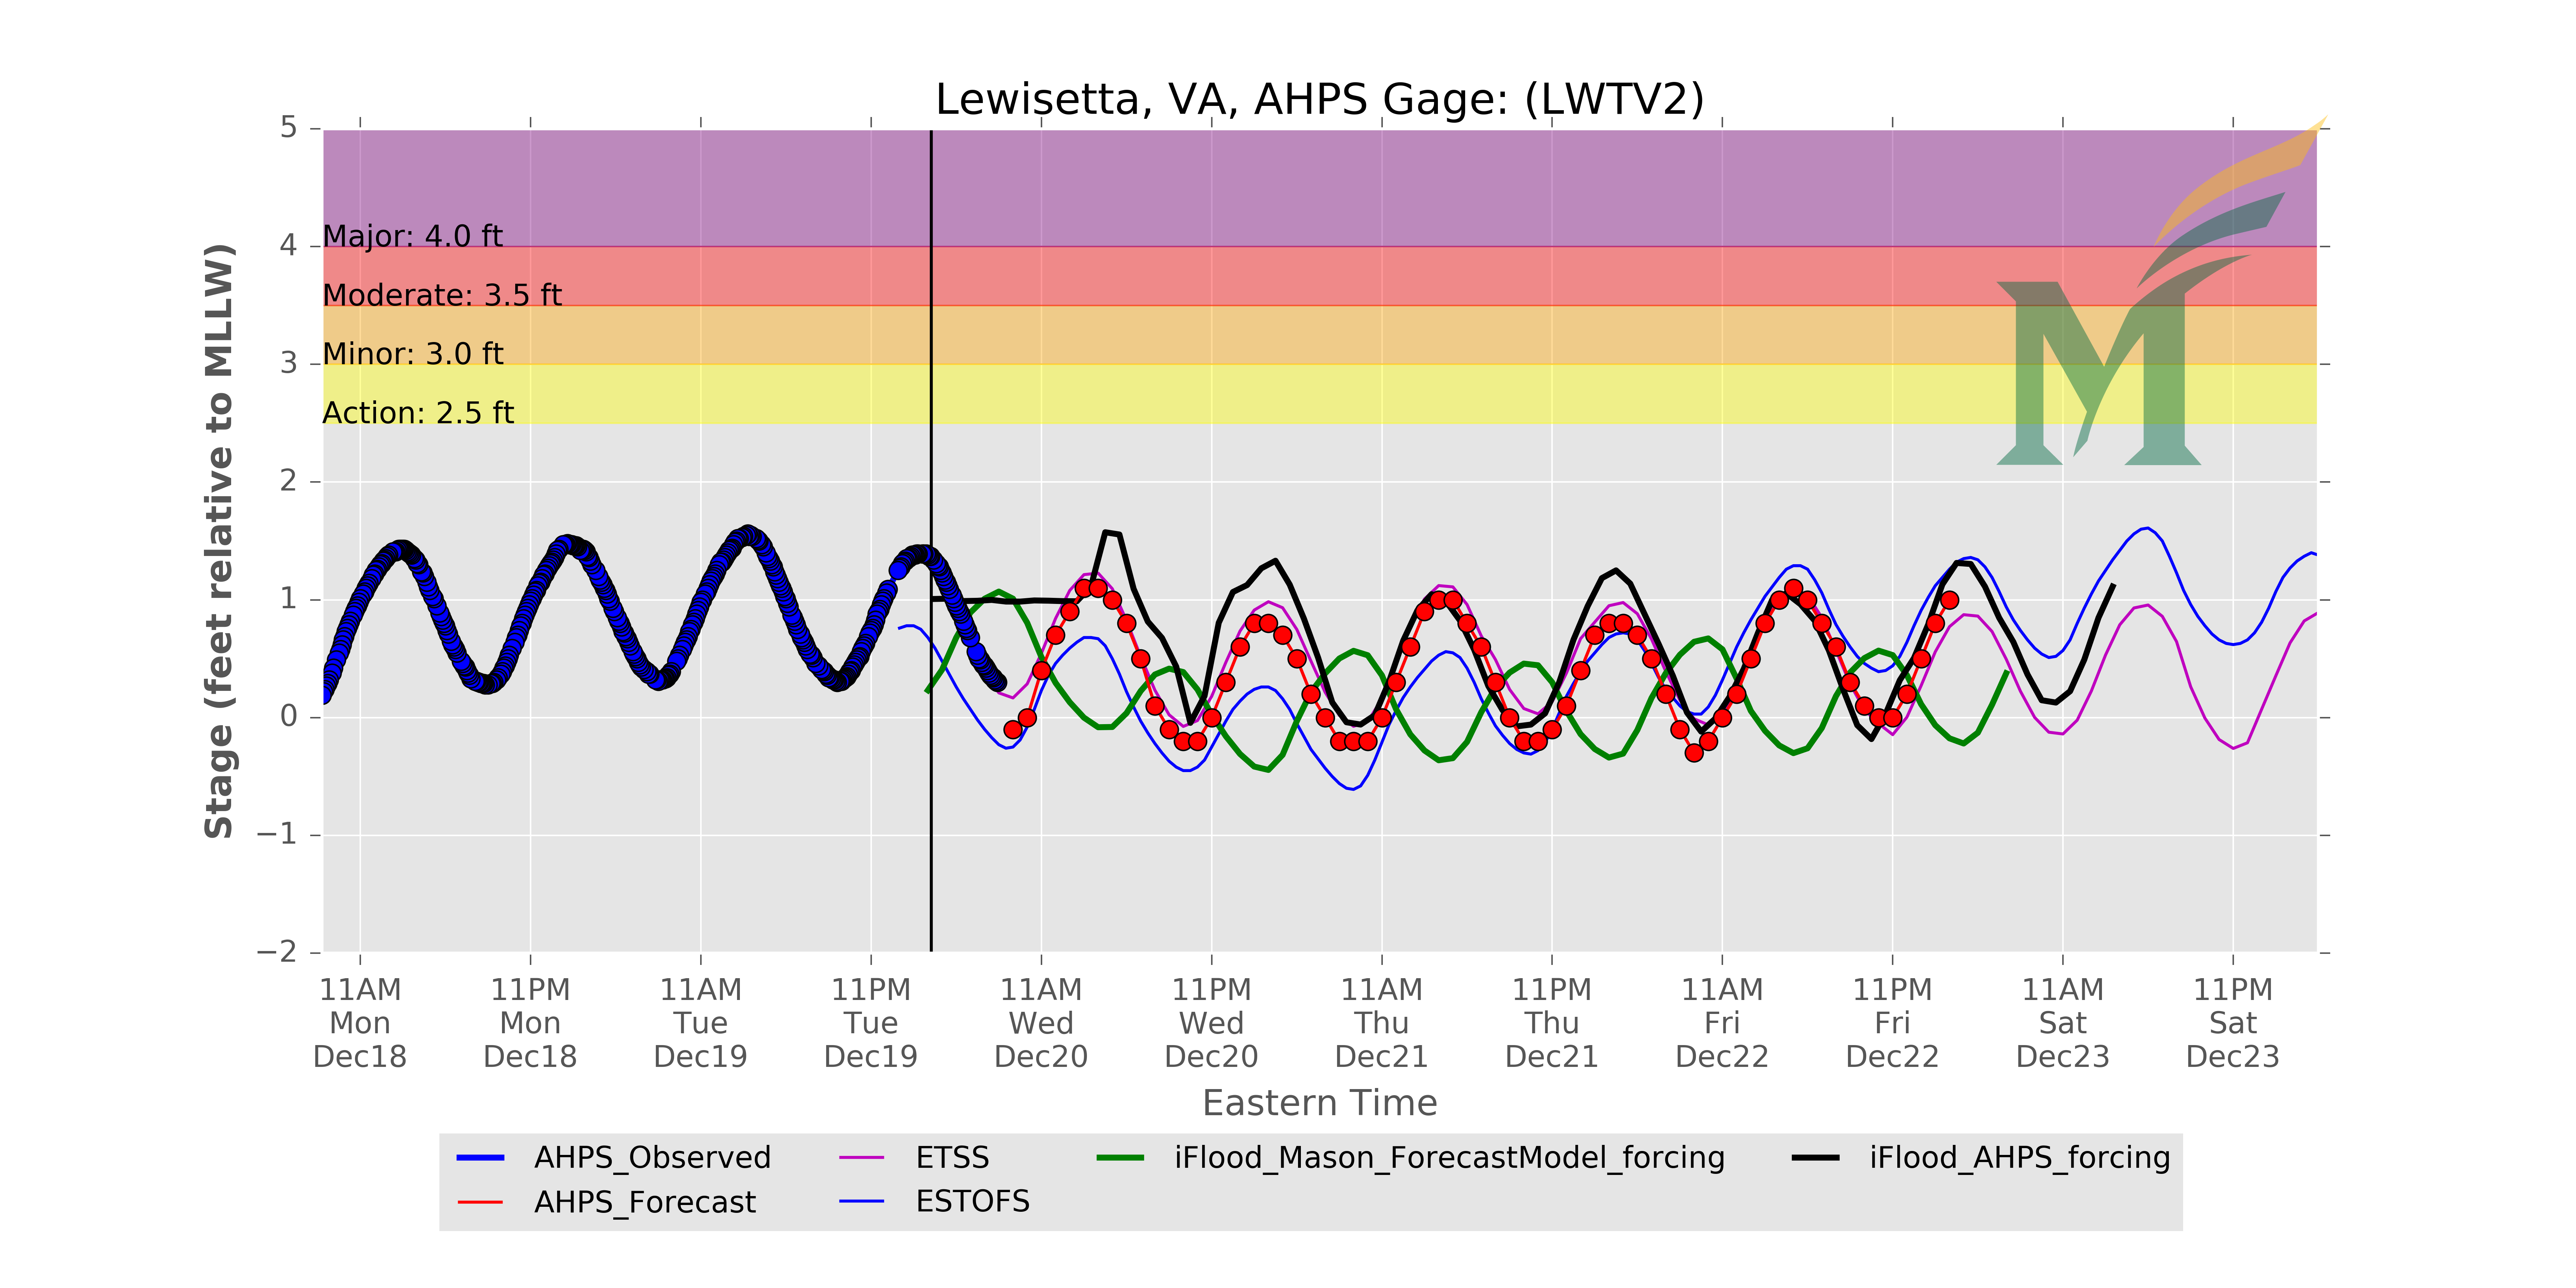 Lewisetta, VA, AHPS Gage: (LWTV2)
Stage (feet relative to MLLW)
5
4
3
2
1
0
−1
−2
Major: 4.0 ft
Moderate: 3.5 ft
Minor: 3.0 ft
Action: 2.5 ft
M
11AM 11PM 11AM 11PM 11AM 11PM 11AM 11PM 11AM 11PM 11AM 11PM
Mon Mon Tue Tue Wed Wed Thu Thu Fri Fri Sat Sat
Dec18 Dec18 Dec19 Dec19 Dec20 Dec20 Dec21 Dec21 Dec22 Dec22 Dec23 Dec23
Eastern Time
AHPS_Observed ETSS iFlood_Mason_ForecastModel_forcing iFlood_AHPS_forcing
AHPS_Forecast ESTOFS